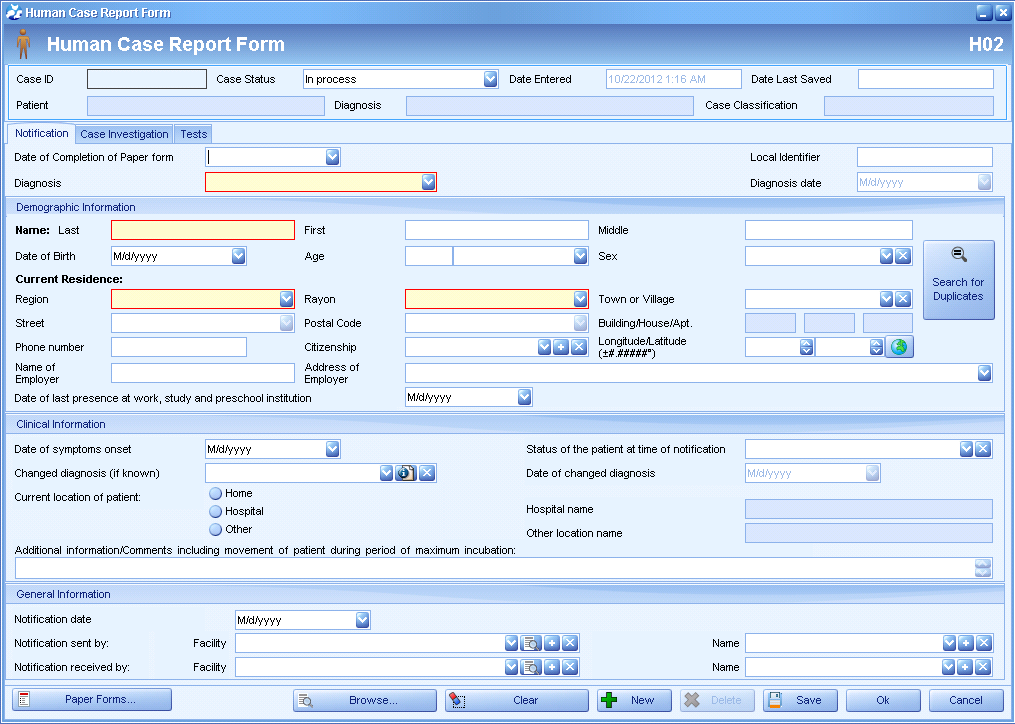 Human Case Report Form
Human Case Report Form H02
Case ID Case Status In process Date Entered 10/22/2012 1:16 AM Date Last Saved
Patient Diagnosis Case Classification
Notification Case Investigation Tests
Date of Completion of Paper form Local Identifier
Diagnosis Diagnosis date M/d/yyyy
Demographic Information
Name: Last First Middle
Date of Birth M/d/yyyy Age Sex
Search for
Duplicates
Current Residence:
Region Rayon Town or Village
Street Postal Code Building/House/Apt.
Phone number Citizenship Longitude/Latitude
(±#.#####°)
Name of
Employer
Address of
Employer
Date of last presence at work, study and preschool institution M/d/yyyy
Clinical Information
Date of symptoms onset M/d/yyyy Status of the patient at time of notification
Changed diagnosis (if known) Date of changed diagnosis M/d/yyyy
Current location of patient: Home
Hospital Hospital name
Other Other location name
Additional information/Comments including movement of patient during period of maximum incubation:
General Information
Notification date M/d/yyyy
Notification sent by: Facility Name
Notification received by: Facility Name
Paper Forms... Browse... Clear New Delete Save Ok Cancel